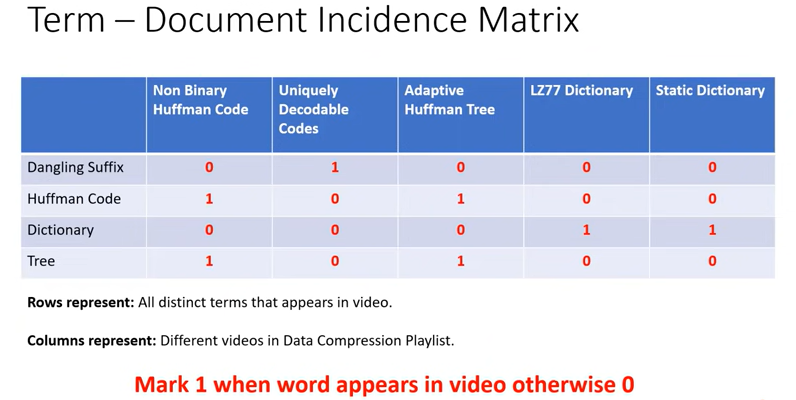 Term – Document Incidence Matrix
Non Binary Huffman Code
Uniquely Decodable Codes
Adaptive Huffman Tree
LZ77 Dictionary
Static Dictionary
Dangling Suffix 0 1 0 0 0
Huffman Code 1 0 1 0 0
Dictionary 0 0 0 1 1
Tree 1 0 1 0 0
Rows represent: All distinct terms that appears in video.
Columns represent: Different videos in Data Compression Playlist.
Mark 1 when word appears in video otherwise 0